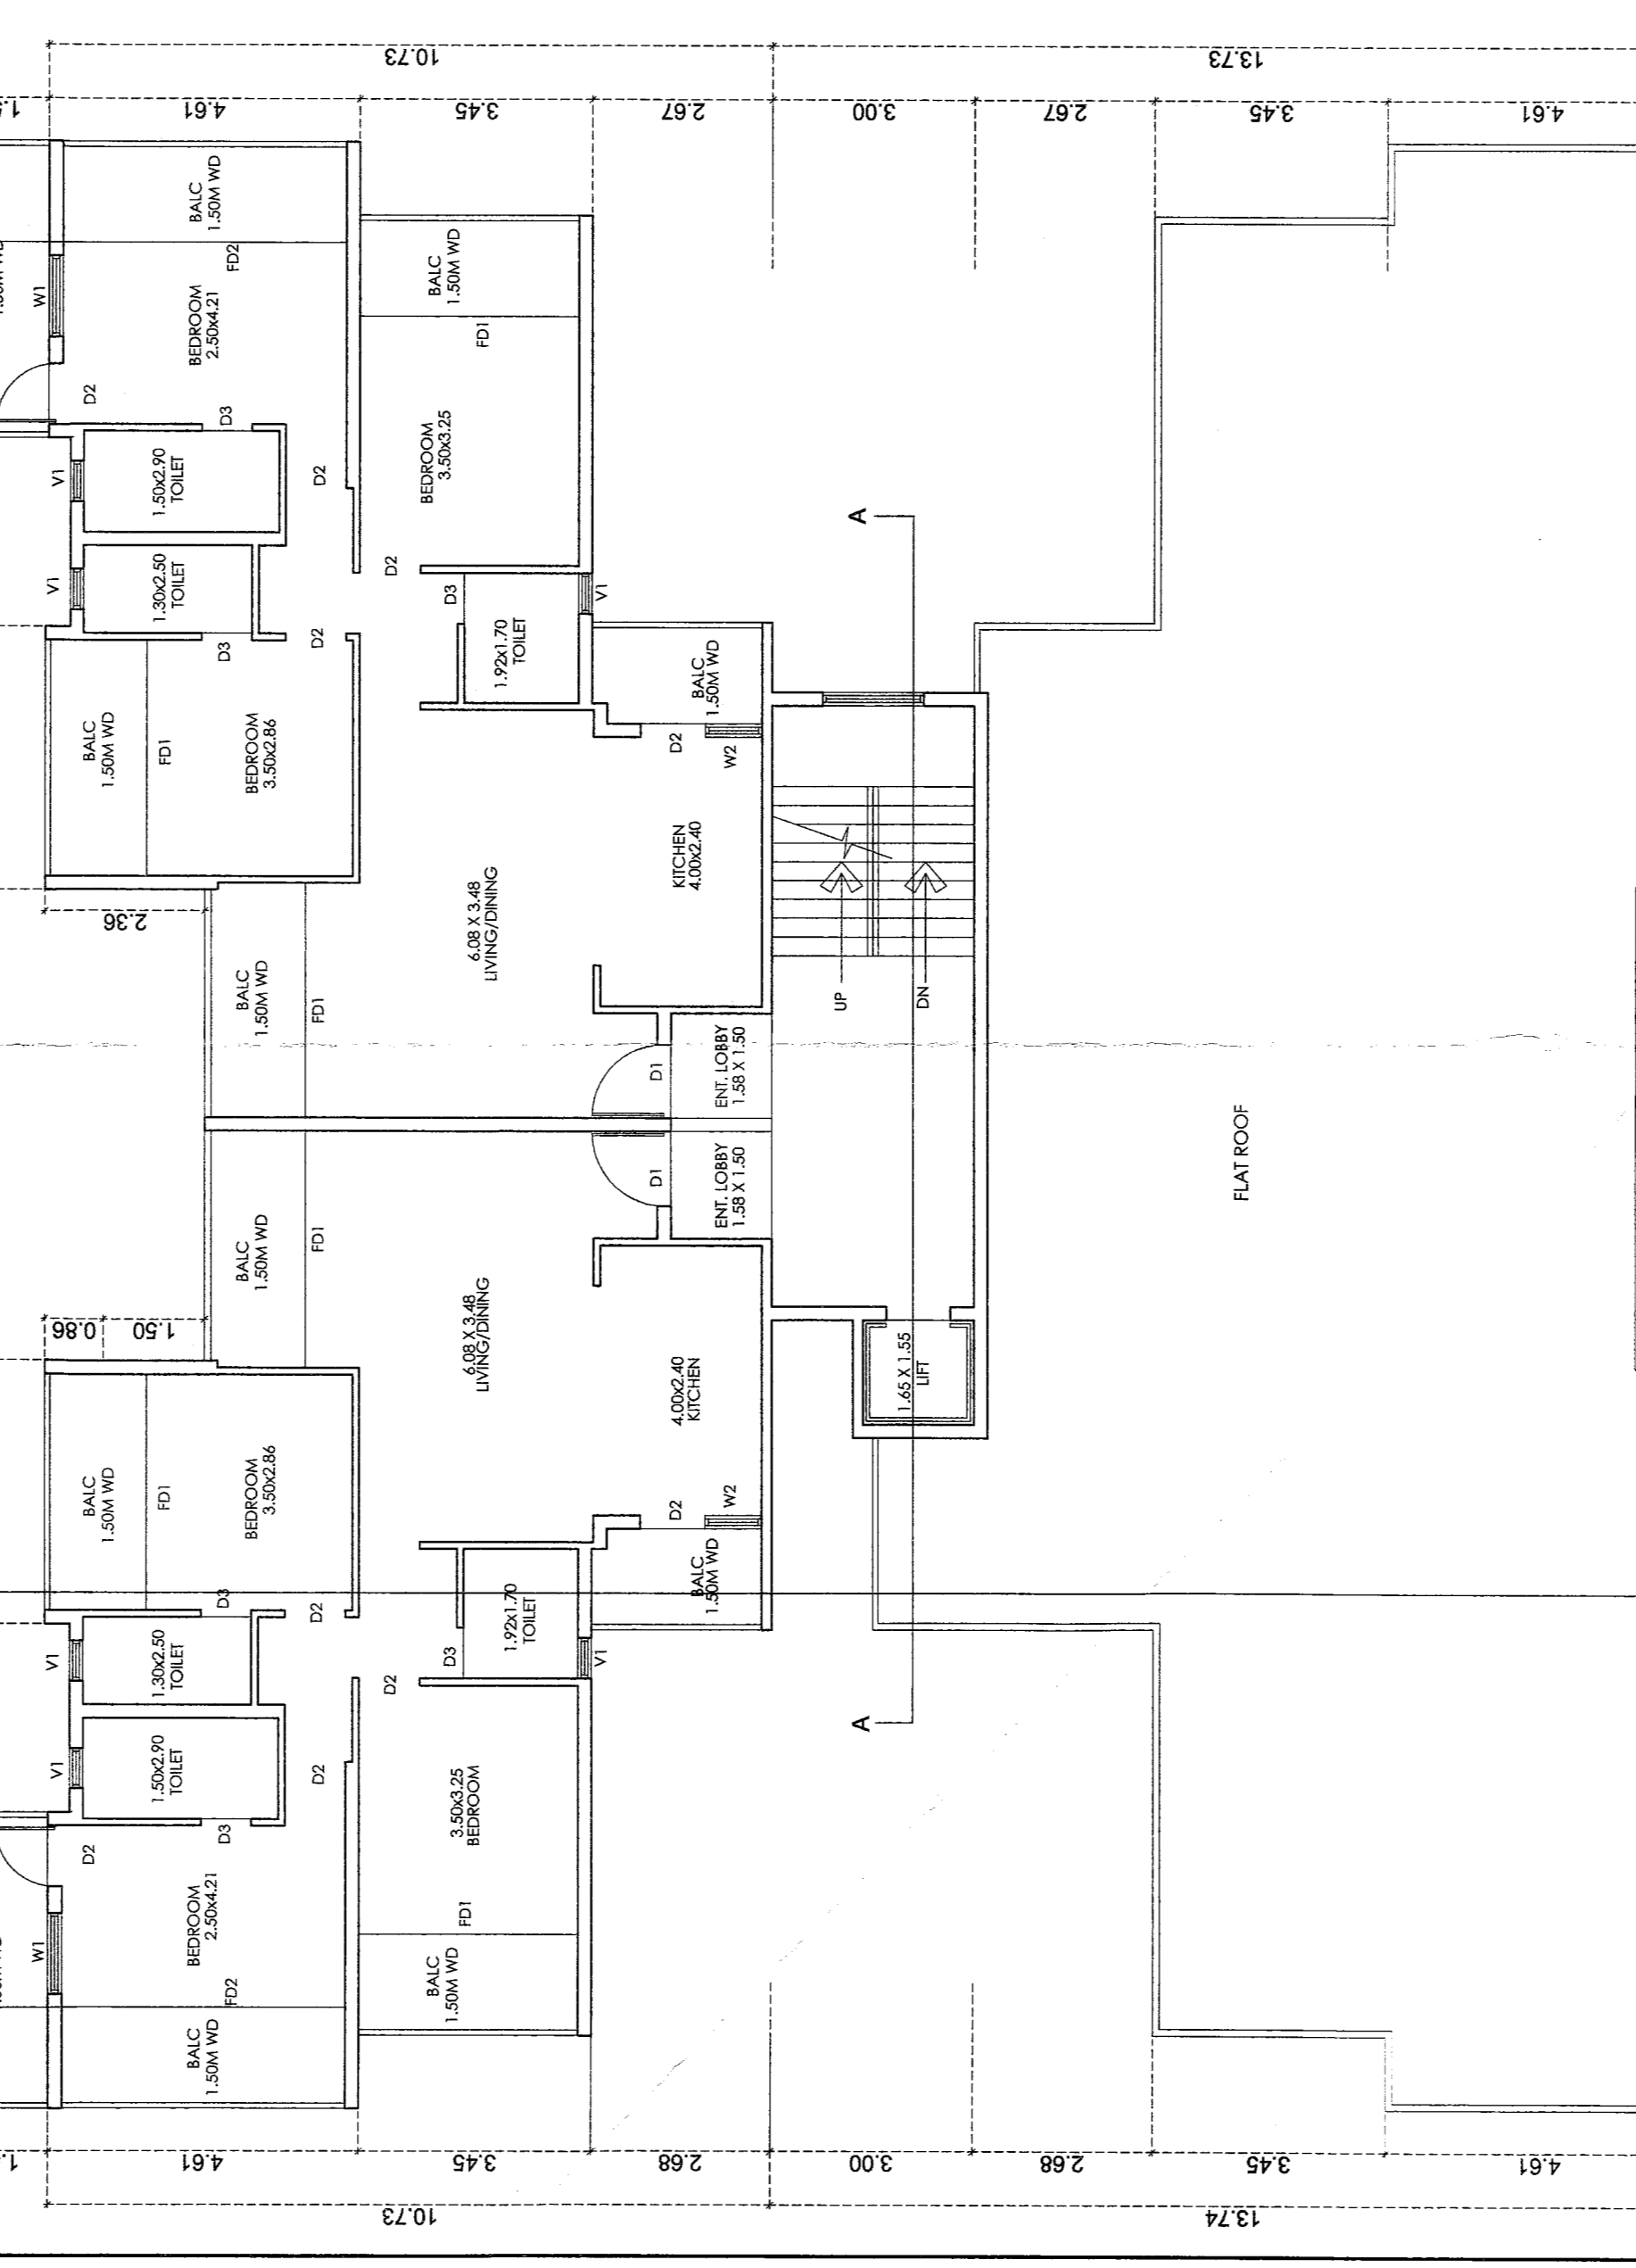 10.73
13.73
4.61
3.45
2.67
3.00
2.67
3.45
4.61
BALC
1.50M WD
FD2
W1
BEDROOM
2.50x4.21
D2
D3
BALC
1.50M WD
FD1
BEDROOM
3.50x3.25
V1
1.50x2.90
TOILET
D2
V1
1.30x2.50
TOILET
D2
D3
D2
D3
V1
1.92x1.70
TOILET
BALC
1.50M WD
A
BALC
1.50M WD
FD1
BEDROOM
3.50x2.86
D2
W2
2.36
6.08 X 3.48
LIVING/DINING
KITCHEN
4.00x2.40
UP
DN
BALC
1.50M WD
FD1
D1
ENT. LOBBY
1.58 X 1.50
FLAT ROOF
D1
ENT. LOBBY
1.58 X 1.50
BALC
1.50M WD
FD1
0.86
1.50
6.08 X 3.48
LIVING/DINING
4.00x2.40
KITCHEN
1.65 X 1.55
LIFT
BALC
1.50M WD
FD1
BEDROOM
3.50x2.86
D2
W2
BALC
1.50M WD
D3
D2
V1
1.30x2.50
TOILET
1.92x1.70
TOILET
D3
V1
D2
A
V1
1.50x2.90
TOILET
D2
D3
D2
3.50x3.25
BEDROOM
FD1
W1
BEDROOM
2.50x4.21
FD2
BALC
1.50M WD
BALC
1.50M WD
4.61
3.45
2.68
3.00
2.68
3.45
4.61
10.73
13.74